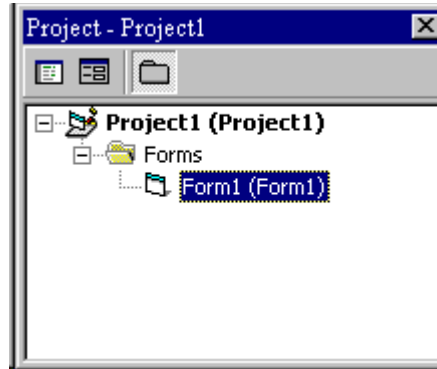 Project - Project1
Project1 (Project1)
Forms
Form1 (Form1)